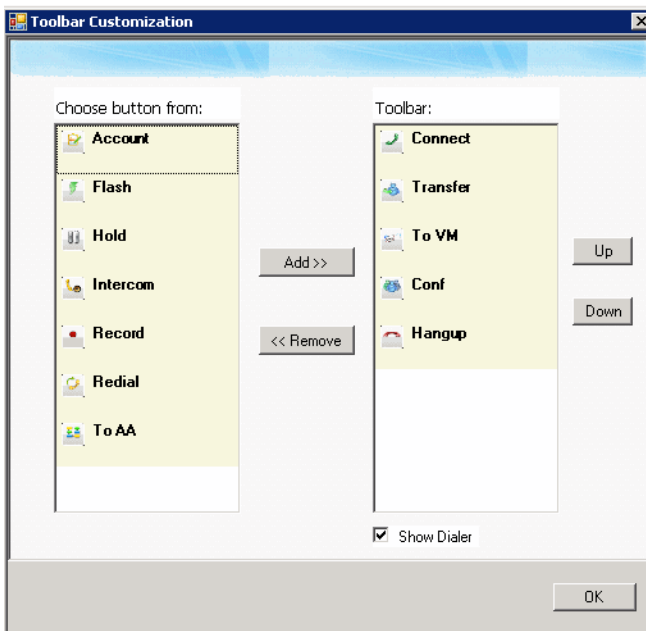 Toolbar Customization
Choose button from:
Account
Flash
Hold
Intercom
Record
Redial
To AA
Add >>
<< Remove
Toolbar:
Connect
Transfer
To VM
Conf
Hangup
Up
Down
Show Dialer
OK